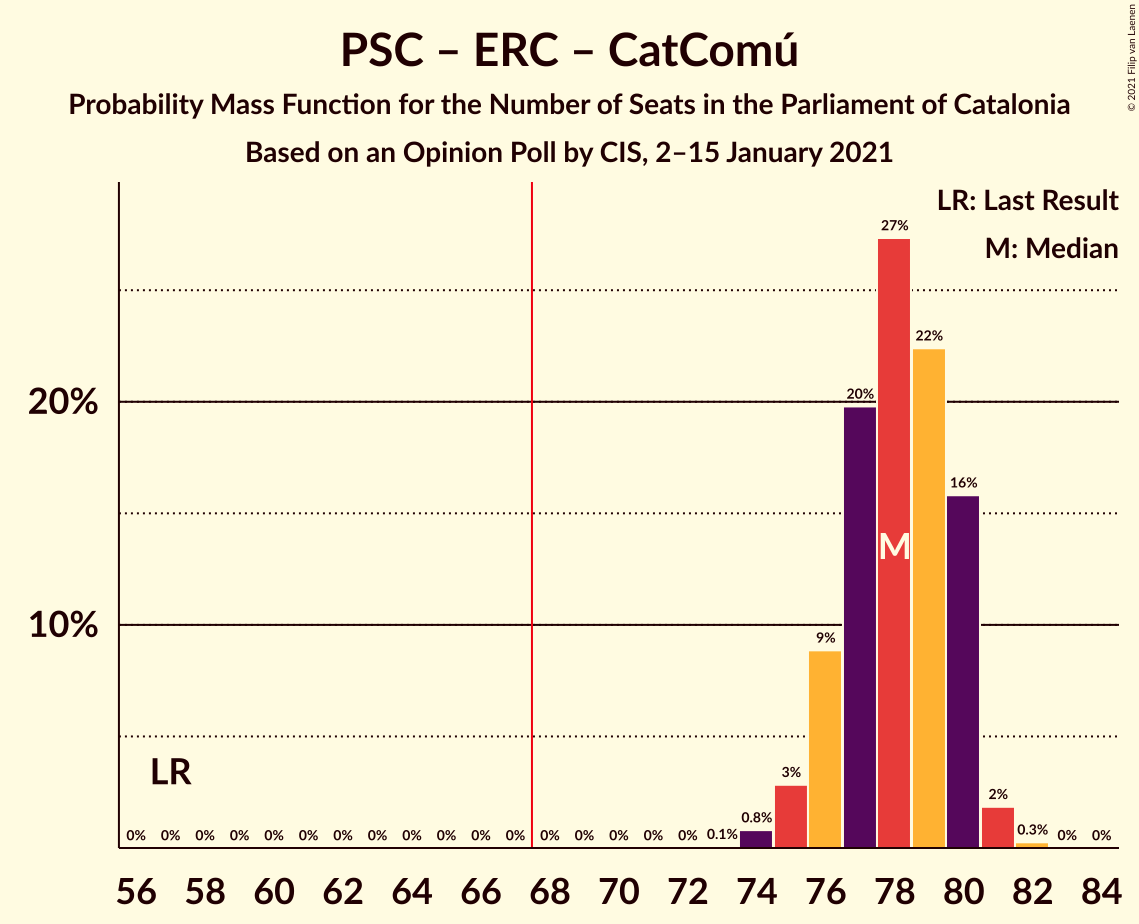 PSC – ERC – CatComú
Probability Mass Function for the Number of Seats in the Parliament of Catalonia
Based on an Opinion Poll by CIS, 2–15 January 2021
© 2021 Filip van Laenen
LR: Last Result
M: Median
27%
22%
20%
20%
16%
M
10%
9%
LR
3%
2%
0% 0% 0% 0% 0% 0% 0% 0% 0% 0% 0% 0% 0% 0% 0% 0% 0% 0.1% 0.8% 0.3% 0% 0%
56 58 60 62 64 66 68 70 72 74 76 78 80 82 84